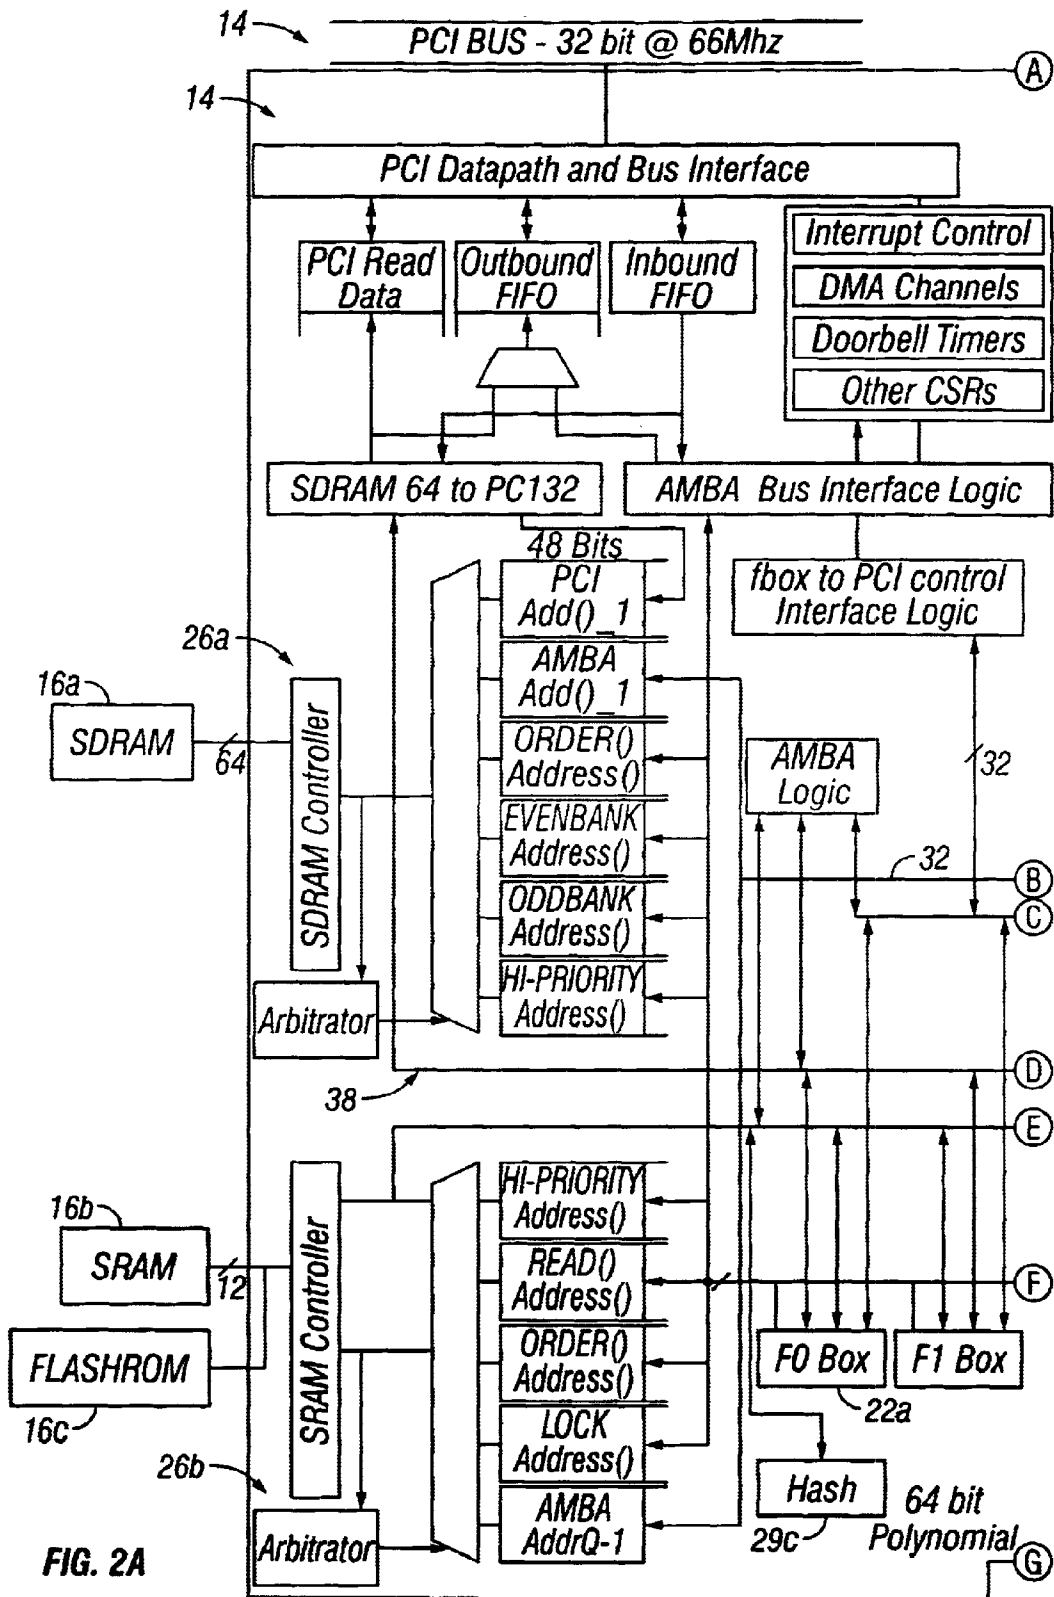 14
PCI BUS - 32 bit @ 66Mhz
A
14
PCI Datapath and Bus Interface
PCI Read
Data
Outbound
FIFO
Inbound
FIFO
Interrupt Control
DMA Channels
Doorbell Timers
Other CSRs
SDRAM 64 to PC132
AMBA Bus Interface Logic
48 Bits
PCI
Add()_1
fbox to PCI control
Interface Logic
26a
16a
SDRAM
64
SDRAM Controller
AMBA
Add()_1
ORDER()
Address()
AMBA
Logic
32
EVENBANK
Address()
32
B
ODDBANK
Address()
C
HI-PRIORITY
Address()
Arbitrator
38
D
E
16b
SRAM
12
SRAM Controller
HI-PRIORITY
Address()
READ()
Address()
F
FLASHROM
16c
ORDER()
Address()
F0 Box
F1 Box
22a
LOCK
Address()
26b
Arbitrator
AMBA
AddrQ-1
Hash
29c
64 bit
Polynomial
G
FIG. 2A